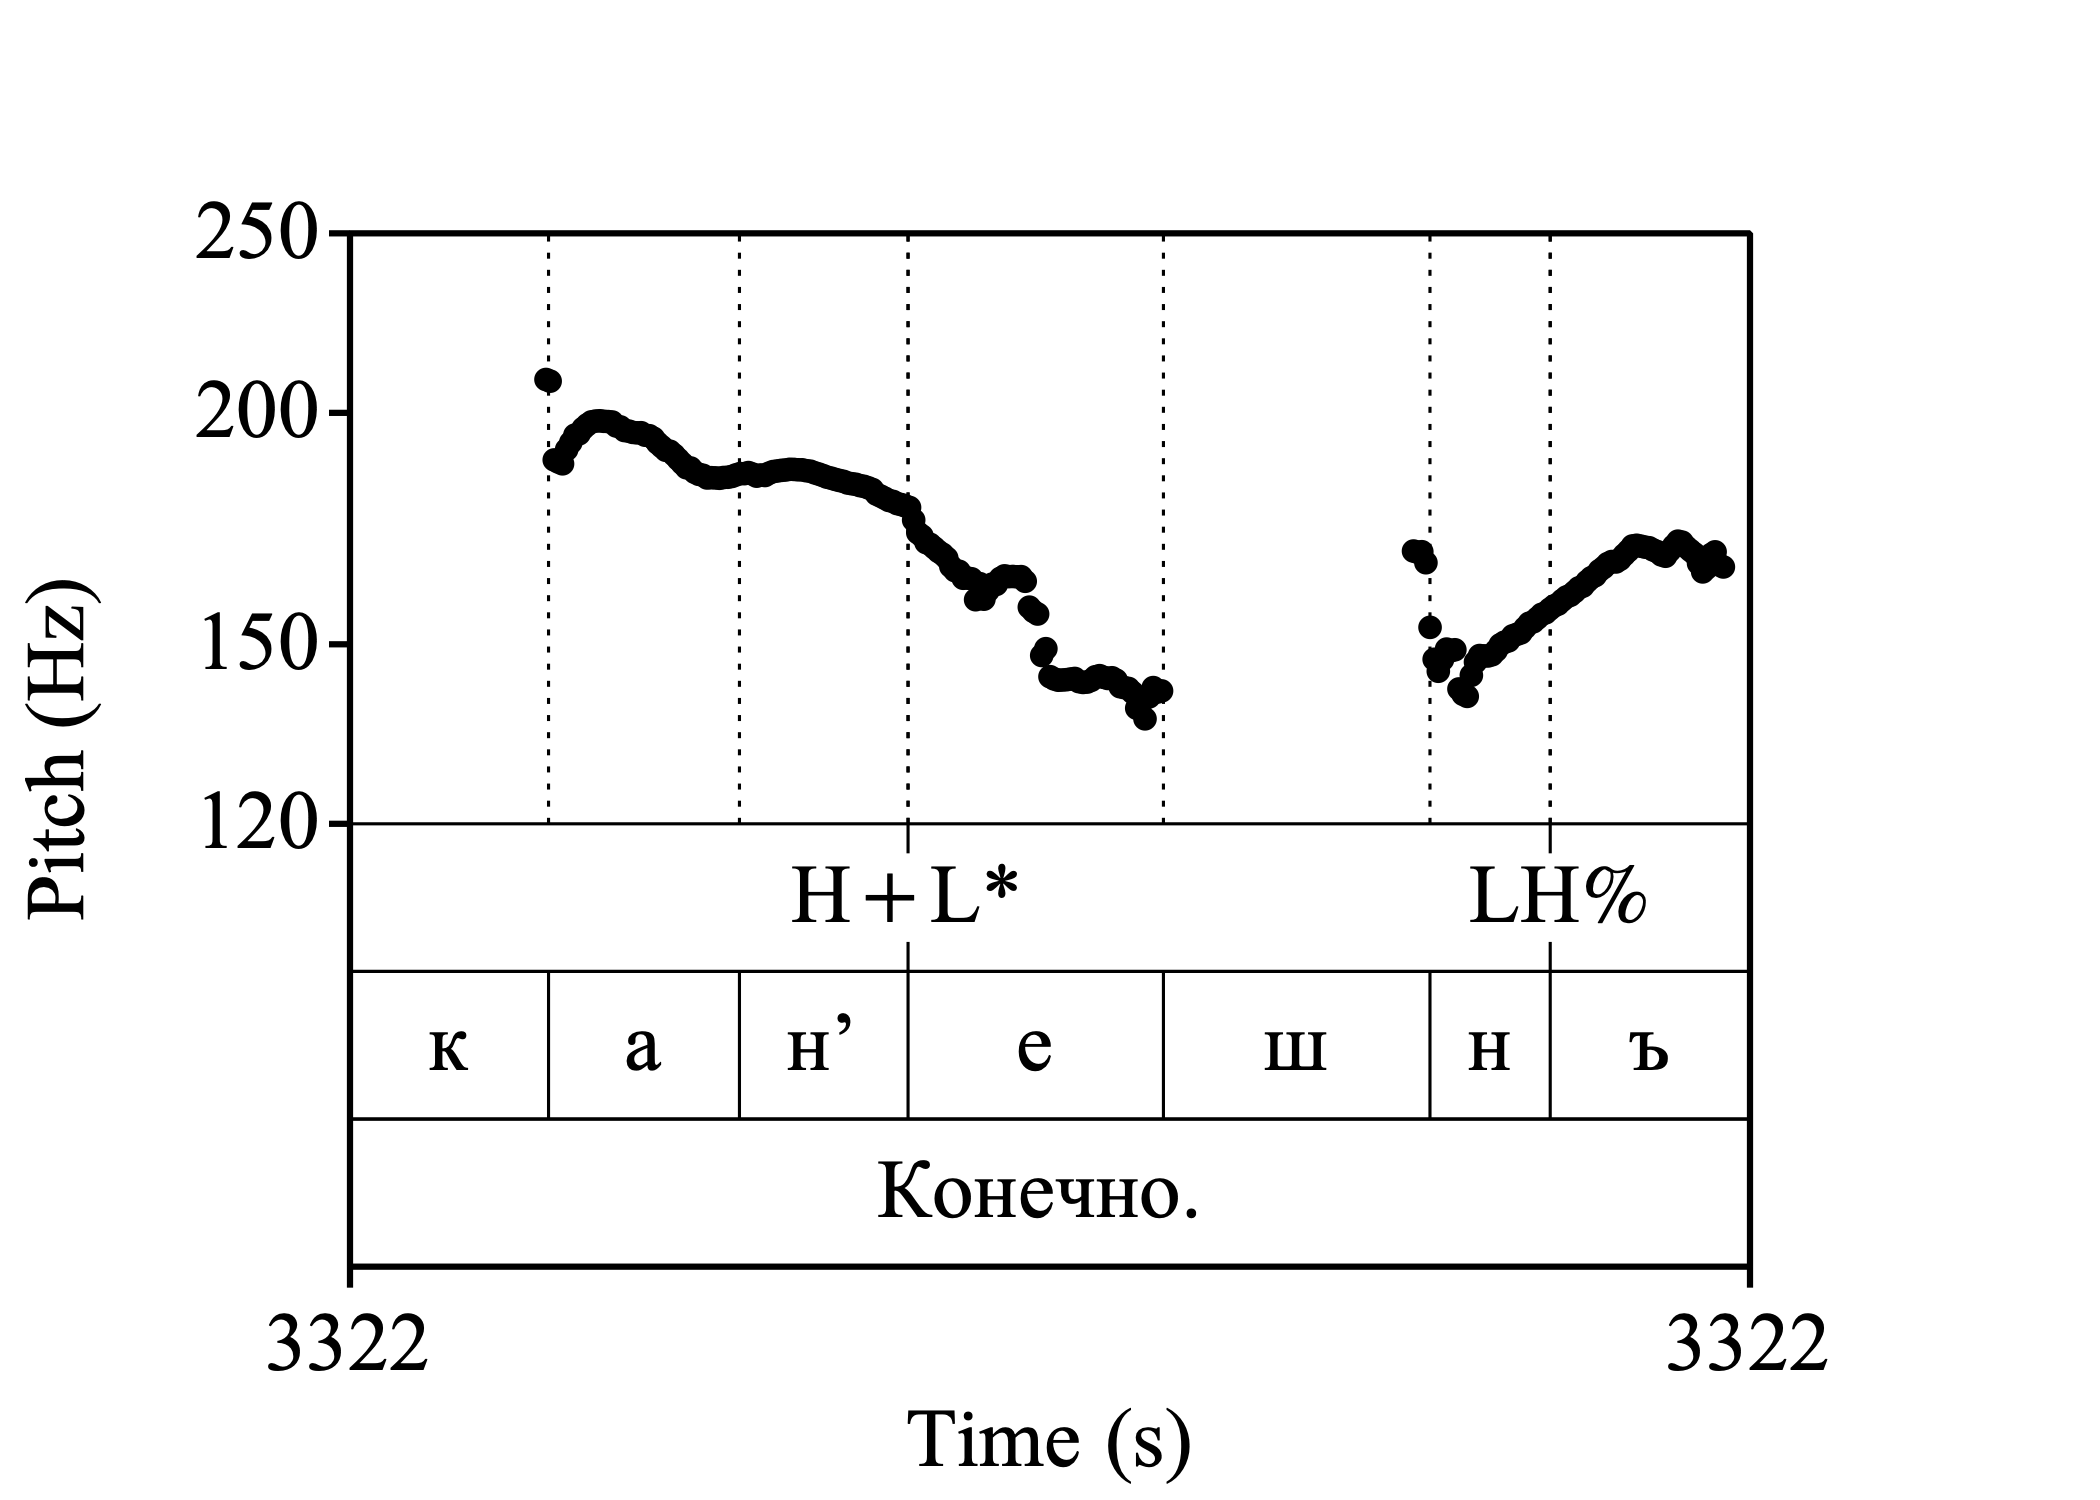 250
200
150
120
Pitch (Hz)
H+L* LH%
к а н’ е ш н ъ
Конечно.
3322 3322
Time (s)